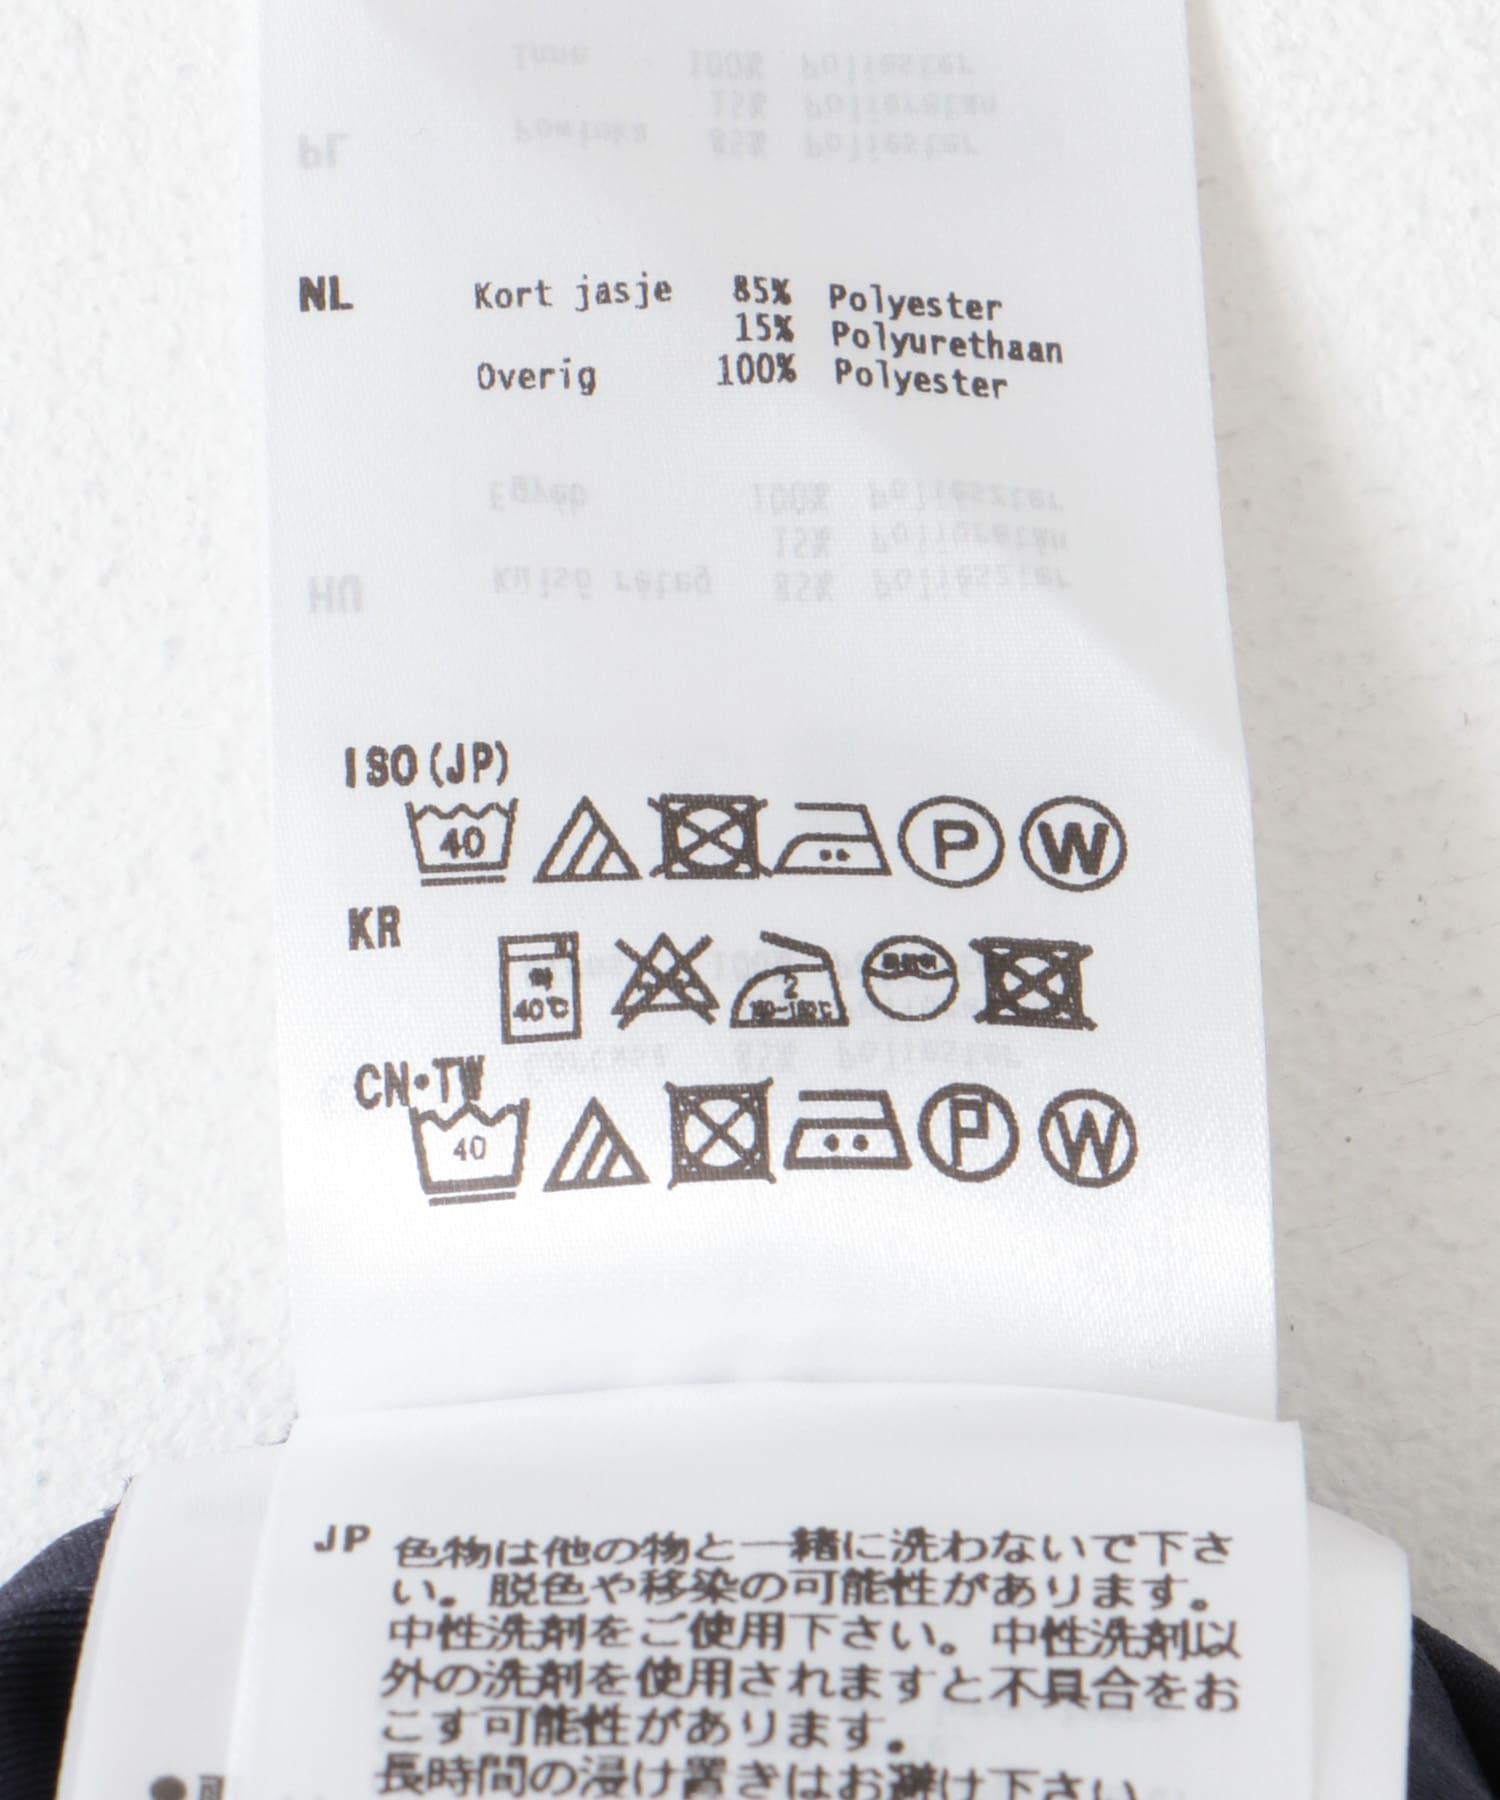 NL Kort jasje 85% Polyester
15% Polyurethaan
Overig 100% Polyester
ISO(JP)
40 P W
KR
40℃ 2
CN・TW
40 P W
JP 色物は他の物と一緒に洗わないで下さ
い。脱色や移染の可能性があります。
中性洗剤をご使用下さい。中性洗剤以
外の洗剤を使用されますと不具合をお
こす可能性があります。
長時間の浸け置きはお避け下さい